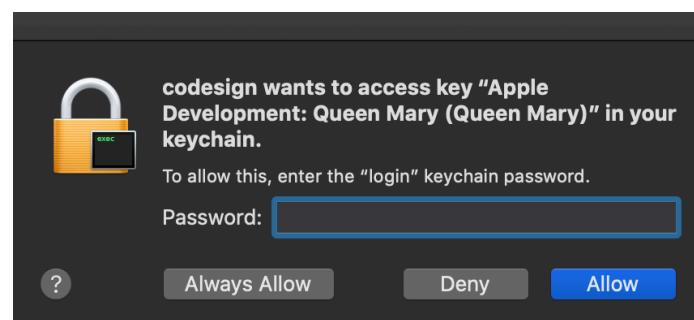 exec
codesign wants to access key “Apple
Development: Queen Mary (Queen Mary)” in your
keychain.
To allow this, enter the “login” keychain password.
Password:
?
Always Allow
Deny
Allow